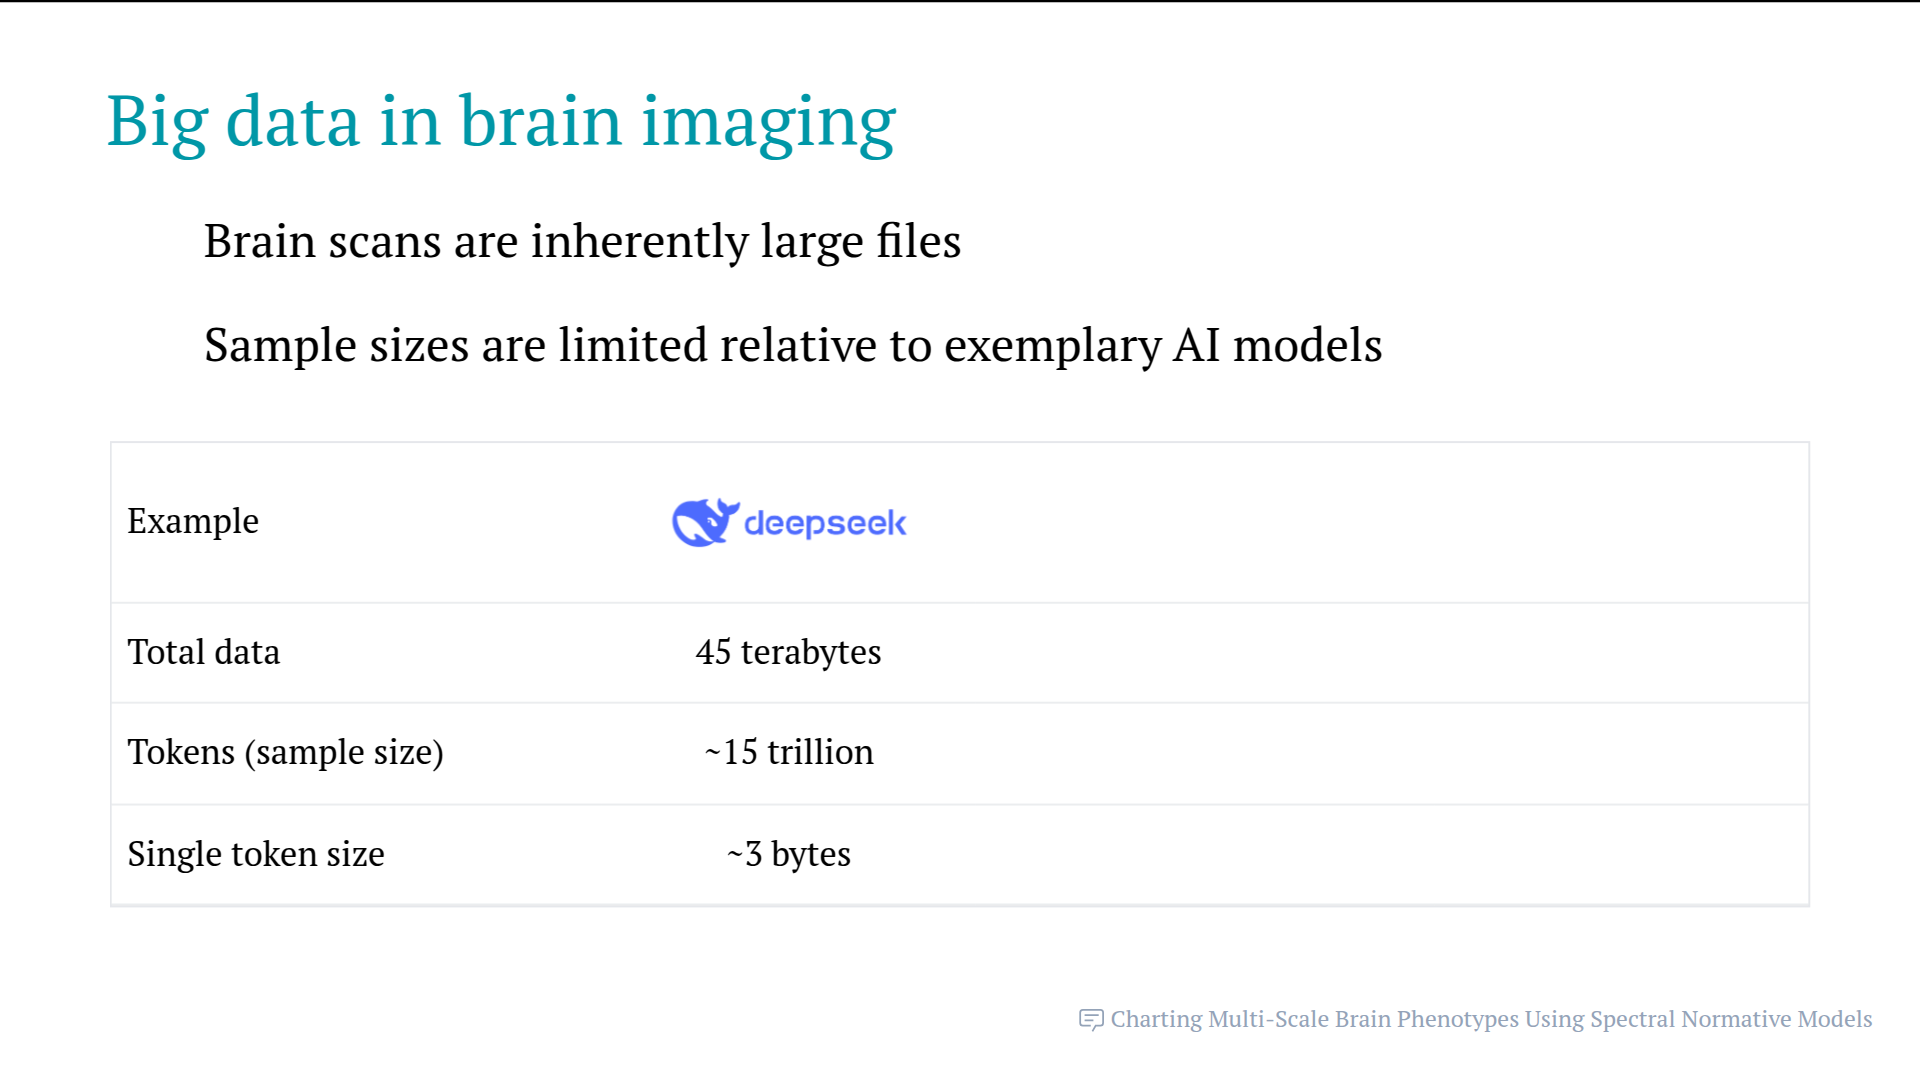 Big data in brain imaging
Brain scans are inherently large files
Sample sizes are limited relative to exemplary AI models
Example deepseek
Total data 45 terabytes
Tokens (sample size) ~15 trillion
Single token size ~3 bytes
Charting Multi-Scale Brain Phenotypes Using Spectral Normative Models